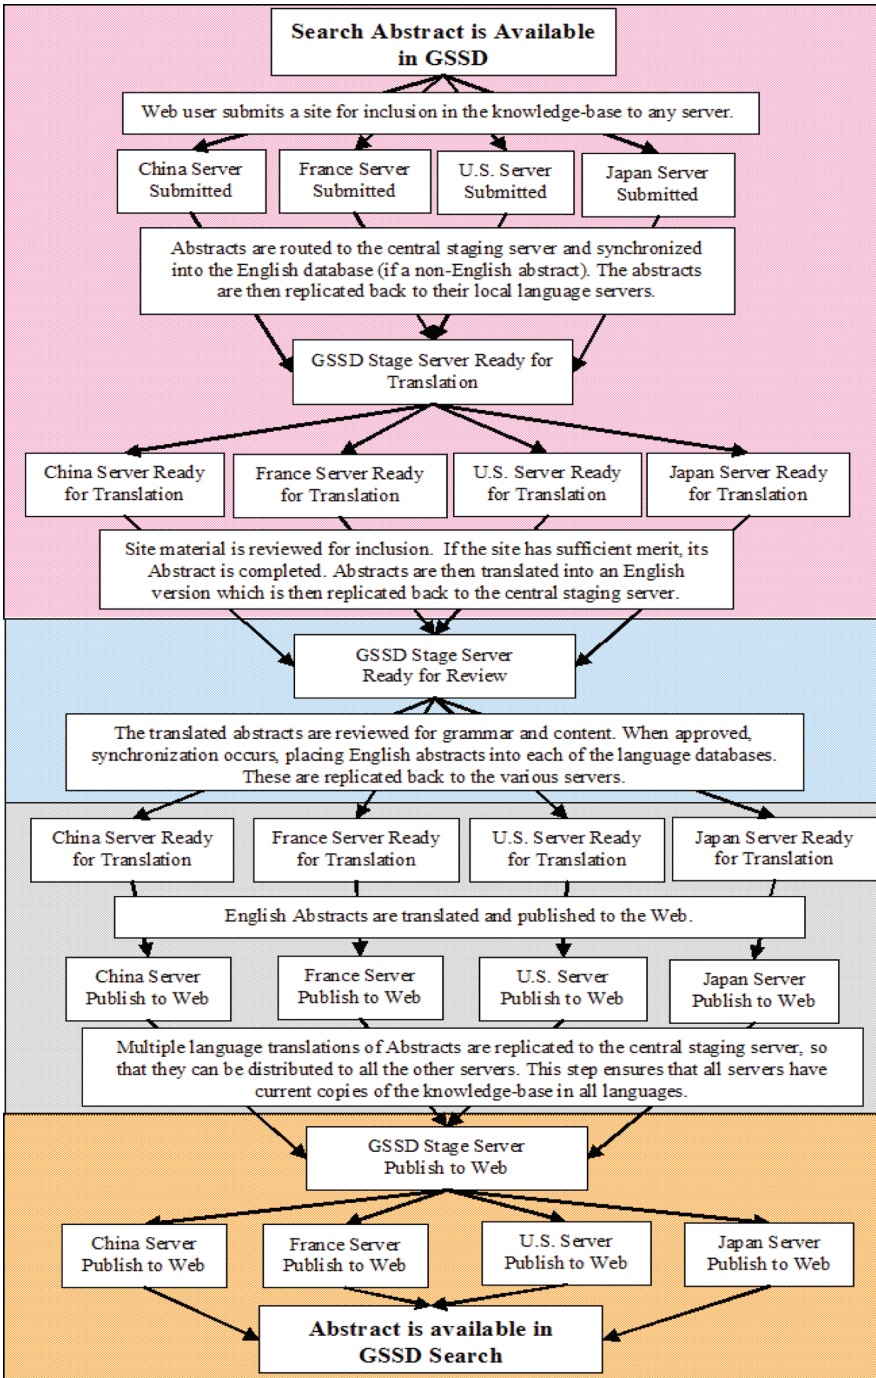 Search Abstract is Available
in GSSD
Web user submits a site for inclusion in the knowledge-base to any server.
China Server
Submitted
France Server
Submitted
U.S. Server
Submitted
Japan Server
Submitted
Abstracts are routed to the central staging server and synchronized
into the English database (if a non-English abstract). The abstracts
are then replicated back to their local language servers.
GSSD Stage Server Ready for
Translation
China Server Ready
for Translation
France Server Ready
for Translation
U.S. Server Ready
for Translation
Japan Server Ready
for Translation
Site material is reviewed for inclusion. If the site has sufficient merit, its
Abstract is completed. Abstracts are then translated into an English
version which is then replicated back to the central staging server.
GSSD Stage Server
Ready for Review
The translated abstracts are reviewed for grammar and content. When approved,
synchronization occurs, placing English abstracts into each of the language databases.
These are replicated back to the various servers.
China Server Ready
for Translation
France Server Ready
for Translation
U.S. Server Ready
for Translation
Japan Server Ready
for Translation
English Abstracts are translated and published to the Web.
China Server
Publish to Web
France Server
Publish to Web
U.S. Server
Publish to Web
Japan Server
Publish to Web
Multiple language translations of Abstracts are replicated to the central staging server, so
that they can be distributed to all the other servers. This step ensures that all servers have
current copies of the knowledge-base in all languages.
GSSD Stage Server
Publish to Web
China Server
Publish to Web
France Server
Publish to Web
U.S. Server
Publish to Web
Japan Server
Publish to Web
Abstract is available in
GSSD Search